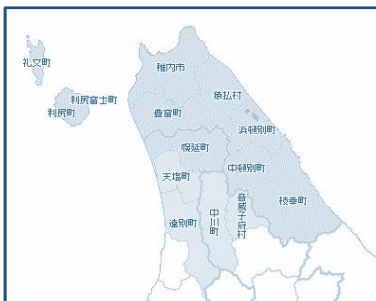 礼文町
利尻富士町
利尻町
稚内市
猿払村
豊富町
浜頓別町
幌延町
中頓別町
天塩町
枝幸町
音威子府村
中川町
遠別町